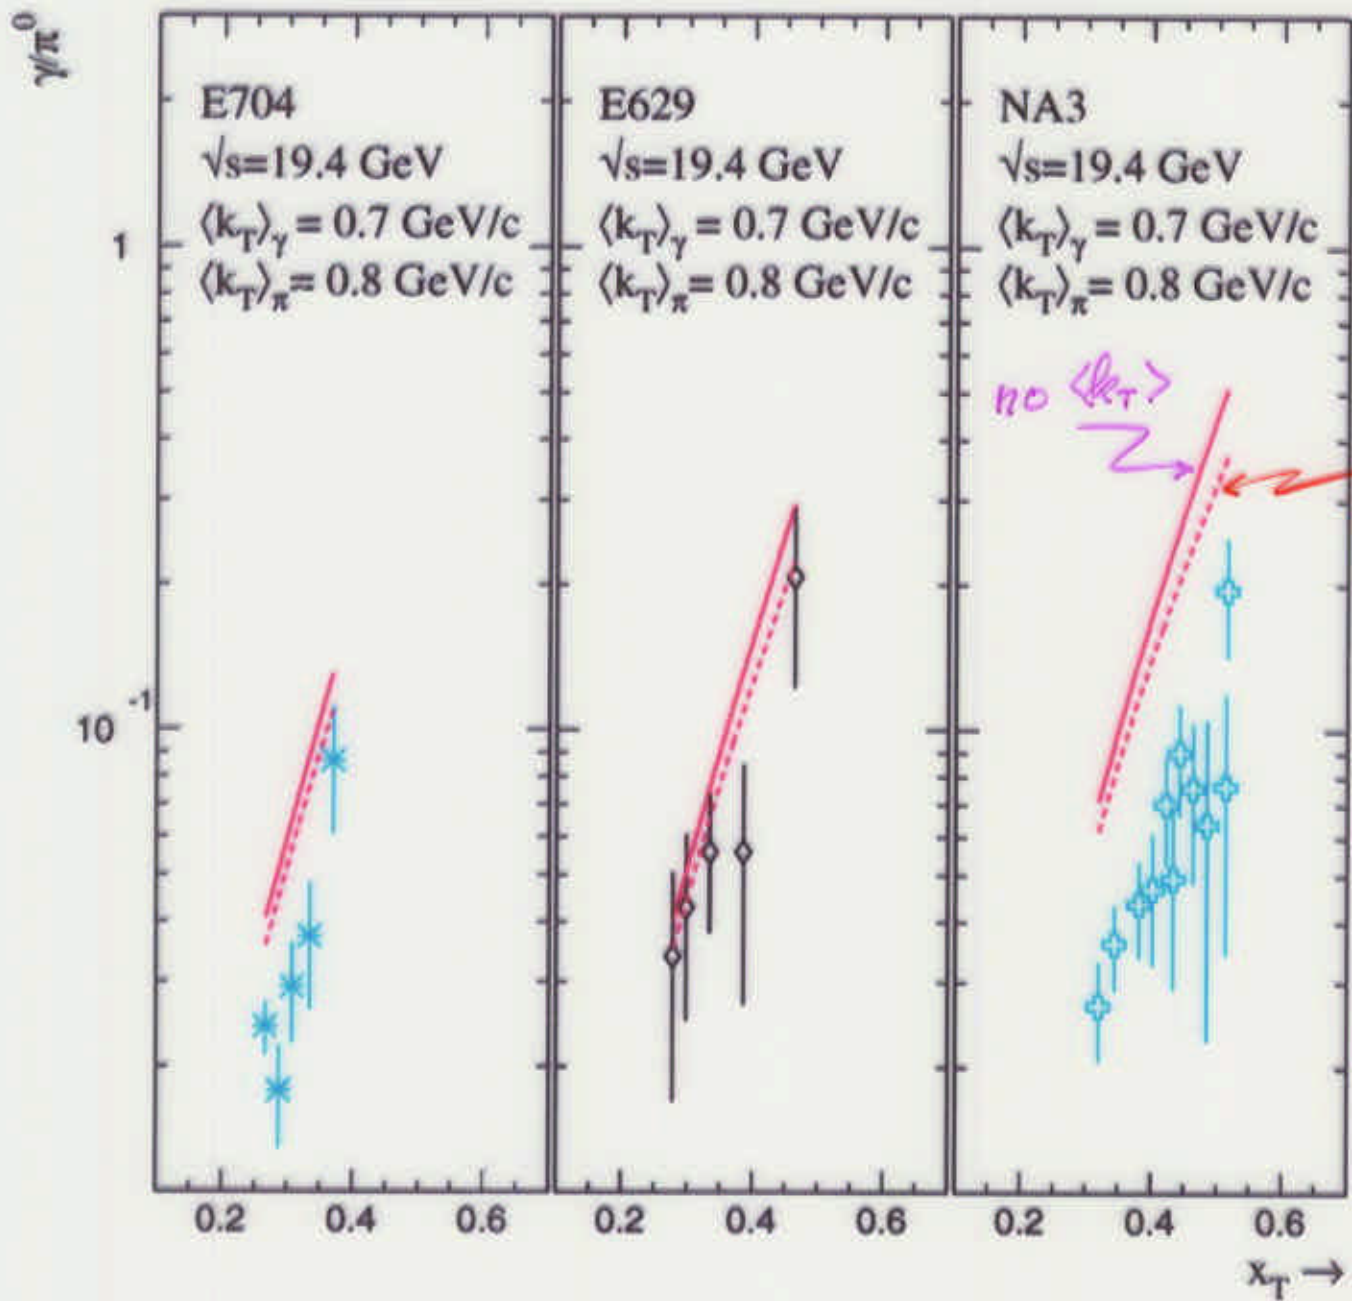 γ/π⁰
E704
√s=19.4 GeV
⟨k_T⟩_γ = 0.7 GeV/c
⟨k_T⟩_π= 0.8 GeV/c
E629
√s=19.4 GeV
⟨k_T⟩_γ = 0.7 GeV/c
⟨k_T⟩_π= 0.8 GeV/c
NA3
√s=19.4 GeV
⟨k_T⟩_γ = 0.7 GeV/c
⟨k_T⟩_π= 0.8 GeV/c
no ⟨k_T⟩
1
10⁻¹
0.2 0.4 0.6 0.2 0.4 0.6 0.2 0.4 0.6
x_T →